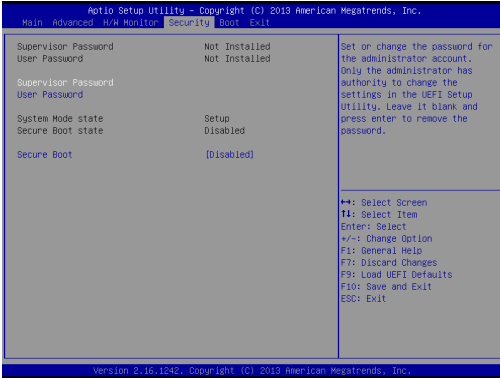 Aptio Setup Utility - Copyright (C) 2013 American Megatrends, Inc.
Main Advanced H/W Monitor Security Boot Exit
Supervisor Password Not Installed
User Password Not Installed
Supervisor Password
User Password
System Mode state Setup
Secure Boot state Disabled
Secure Boot [Disabled]
Set or change the password for
the administrator account.
Only the administrator has
authority to change the
settings in the UEFI Setup
Utility. Leave it blank and
press enter to remove the
password.
↔: Select Screen
↑↓: Select Item
Enter: Select
+/-: Change Option
F1: General Help
F7: Discard Changes
F9: Load UEFI Defaults
F10: Save and Exit
ESC: Exit
Version 2.16.1242. Copyright (C) 2013 American Megatrends, Inc.